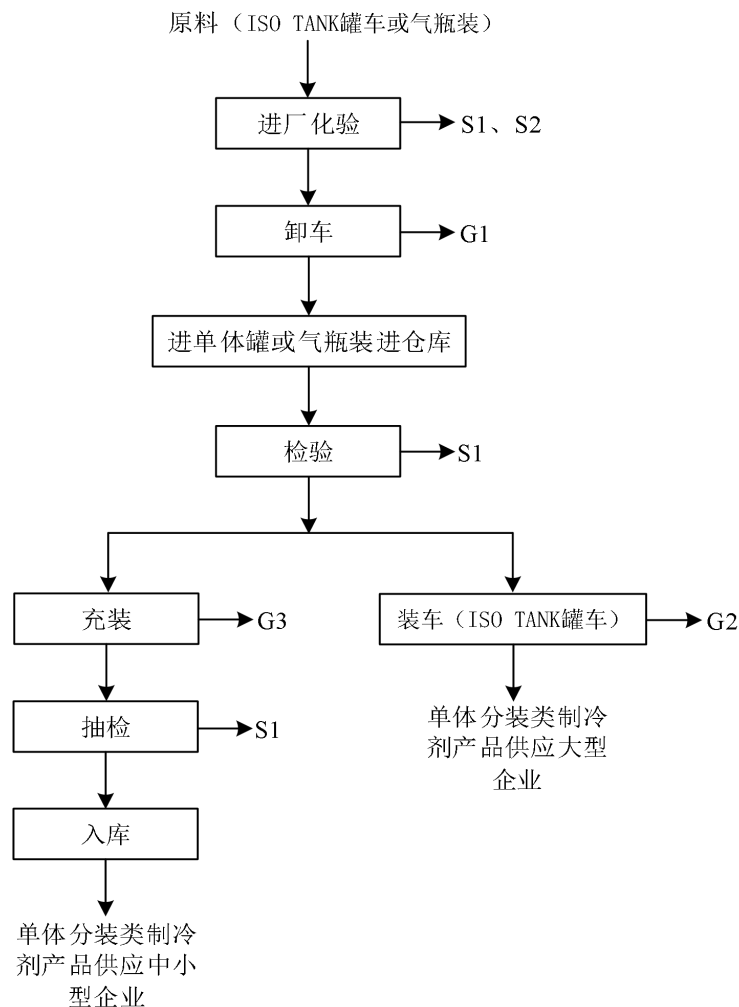 原料（ISO TANK罐车或气瓶装）
进厂化验
S1、S2
卸车
G1
进单体罐或气瓶装进仓库
检验
S1
充装
G3
装车（ISO TANK罐车）
G2
抽检
S1
单体分装类制冷
剂产品供应大型
企业
入库
单体分装类制冷
剂产品供应中小
型企业